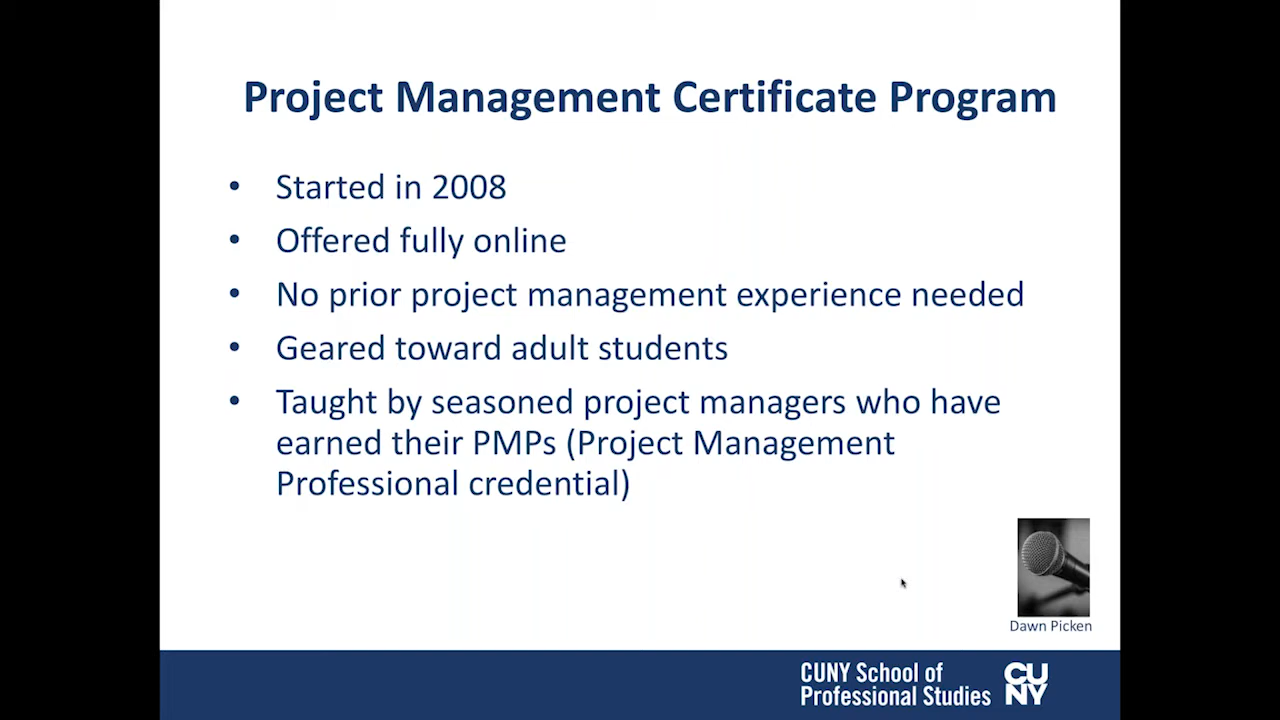 Project Management Certificate Program
• Started in 2008
• Offered fully online
• No prior project management experience needed
• Geared toward adult students
• Taught by seasoned project managers who have
earned their PMPs (Project Management
Professional credential)
Dawn Picken
CUNY School of
Professional Studies
CU
NY